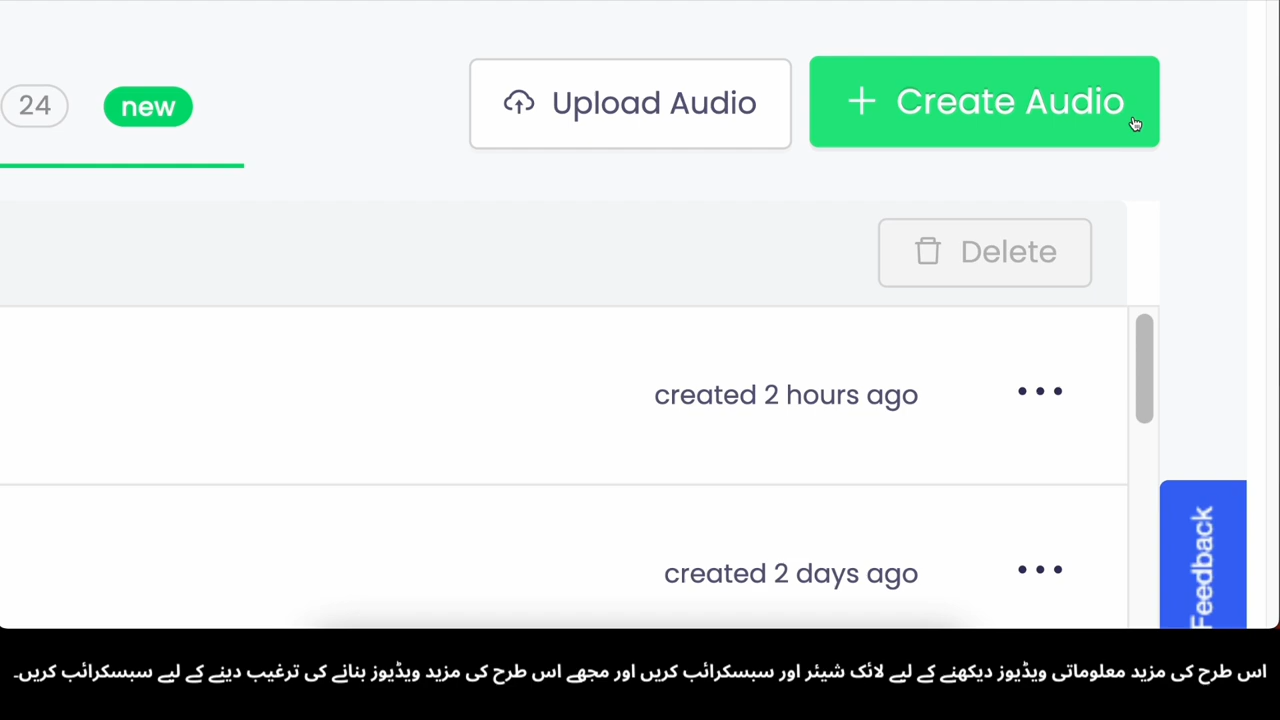 24
new
Upload Audio
Create Audio
Delete
created 2 hours ago
created 2 days ago
Feedback
اس طرح کی مزید معلوماتی ویڈیوز دیکھنے کے لیے لائک شیئر اور سبسکرائب کریں اور مجھے اس طرح کی مزید ویڈیوز بنانے کی ترغیب دینے کے لیے سبسکرائب کریں۔